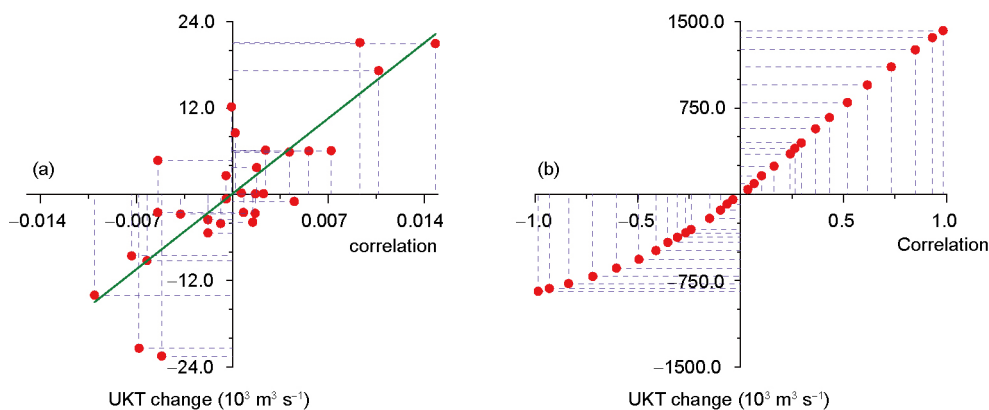 24.0
12.0
(a)
−0.014
−0.007
0.007
0.014
correlation
−12.0
−24.0
UKT change (10³ m³ s⁻¹)
1500.0
750.0
(b)
−1.0
−0.5
0.5
1.0
Correlation
−750.0
−1500.0
UKT change (10³ m³ s⁻¹)